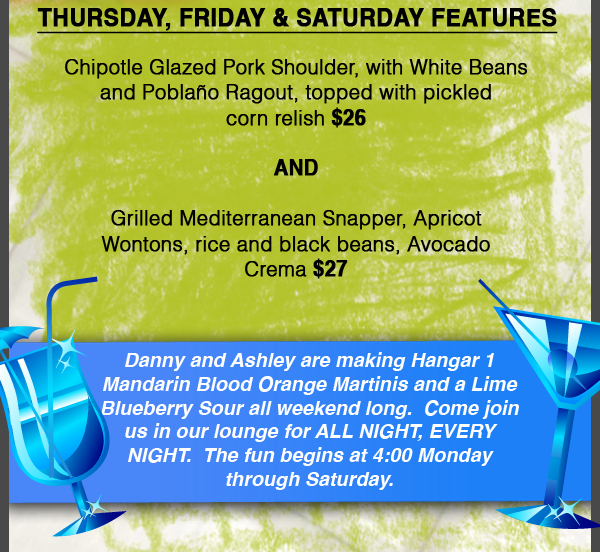 THURSDAY, FRIDAY & SATURDAY FEATURES
Chipotle Glazed Pork Shoulder, with White Beans
and Poblaño Ragout, topped with pickled
corn relish $26
AND
Grilled Mediterranean Snapper, Apricot
Wontons, rice and black beans, Avocado
Crema $27
Danny and Ashley are making Hangar 1
Mandarin Blood Orange Martinis and a Lime
Blueberry Sour all weekend long.  Come join
us in our lounge for ALL NIGHT, EVERY
NIGHT.  The fun begins at 4:00 Monday
through Saturday.